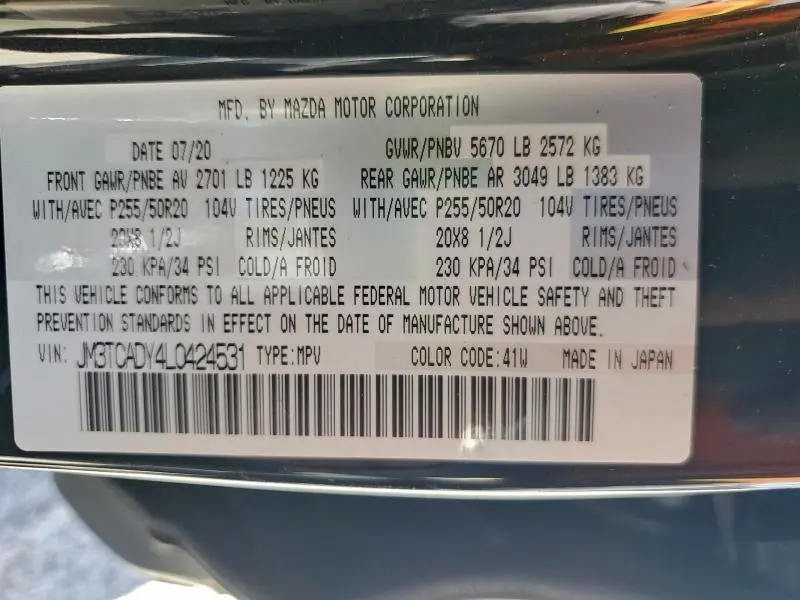 MFD. BY MAZDA MOTOR CORPORATION
DATE 07/20 GVWR/PNBV 5670 LB 2572 KG
FRONT GAWR/PNBE AV 2701 LB 1225 KG REAR GAWR/PNBE AR 3049 LB 1383 KG
WITH/AVEC P255/50R20 104V TIRES/PNEUS WITH/AVEC P255/50R20 104V TIRES/PNEUS
20X8 1/2J RIMS/JANTES 20X8 1/2J RIMS/JANTES
230 KPA/34 PSI COLD/A FROID 230 KPA/34 PSI COLD/A FROID
THIS VEHICLE CONFORMS TO ALL APPLICABLE FEDERAL MOTOR VEHICLE SAFETY AND THEFT
PREVENTION STANDARDS IN EFFECT ON THE DATE OF MANUFACTURE SHOWN ABOVE.
VIN: JM3TCADY4L0424531 TYPE:MPV COLOR CODE:41W MADE IN JAPAN